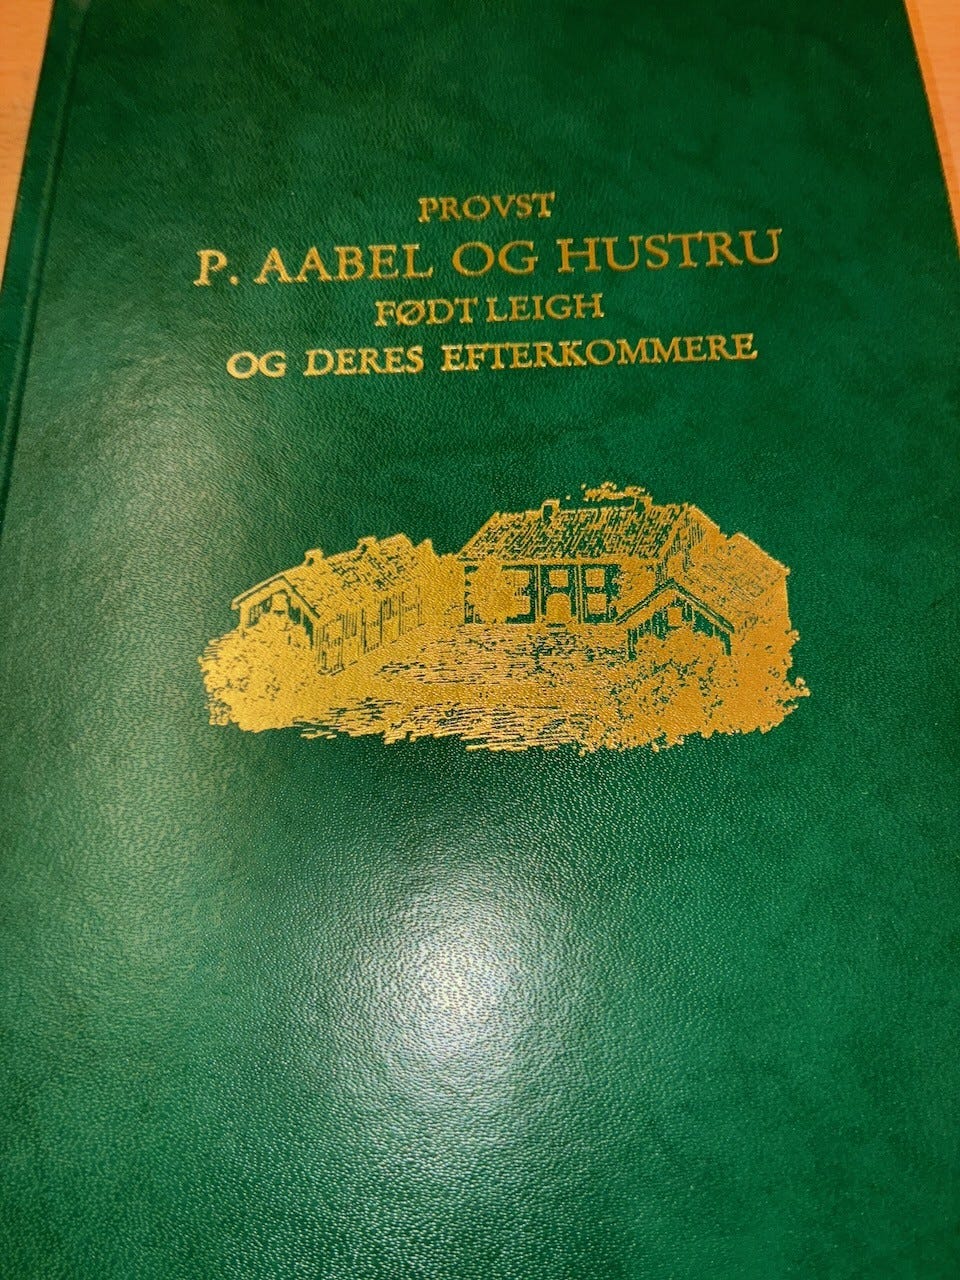 PROVST
P. AABEL OG HUSTRU
FØDT LEIGH
OG DERES EFTERKOMMERE